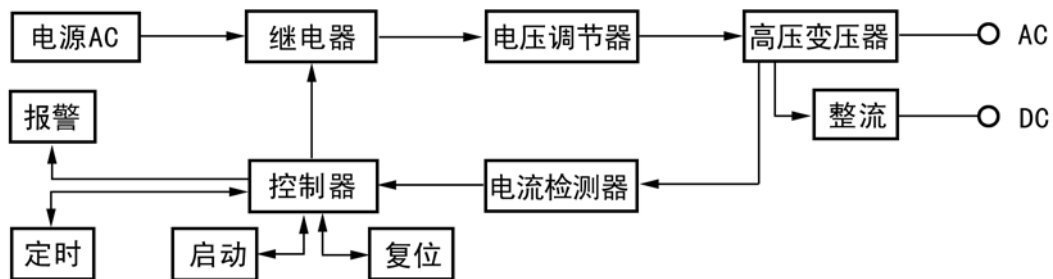 电源AC
继电器
电压调节器
高压变压器
AC
报警
整流
DC
控制器
电流检测器
定时
启动
复位